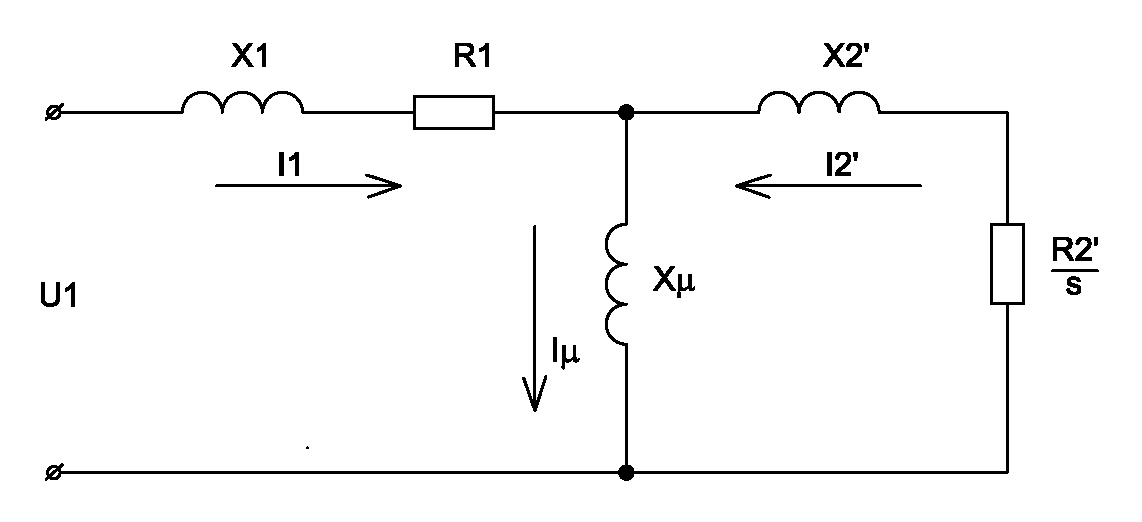 X1 R1 X2'
I1 I2'
R2'
s
U1 Xμ
Iμ